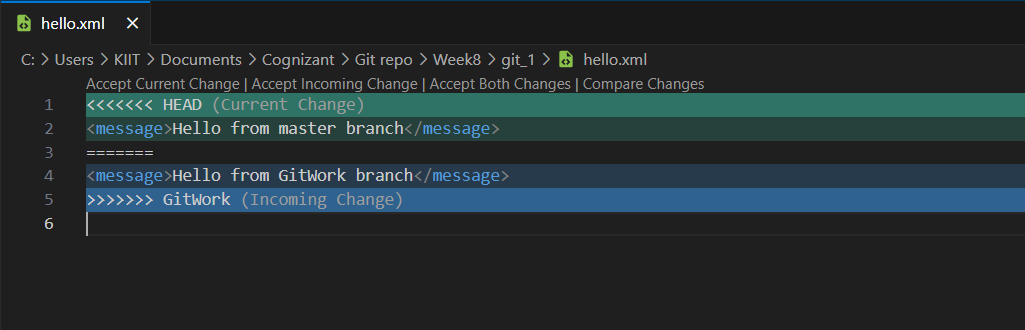 hello.xml ×
C: > Users > KIIT > Documents > Cognizant > Git repo > Week8 > git_1 > hello.xml
Accept Current Change | Accept Incoming Change | Accept Both Changes | Compare Changes
1 <<<<<<< HEAD (Current Change)
2 <message>Hello from master branch</message>
3 =======
4 <message>Hello from GitWork branch</message>
5 >>>>>>> GitWork (Incoming Change)
6